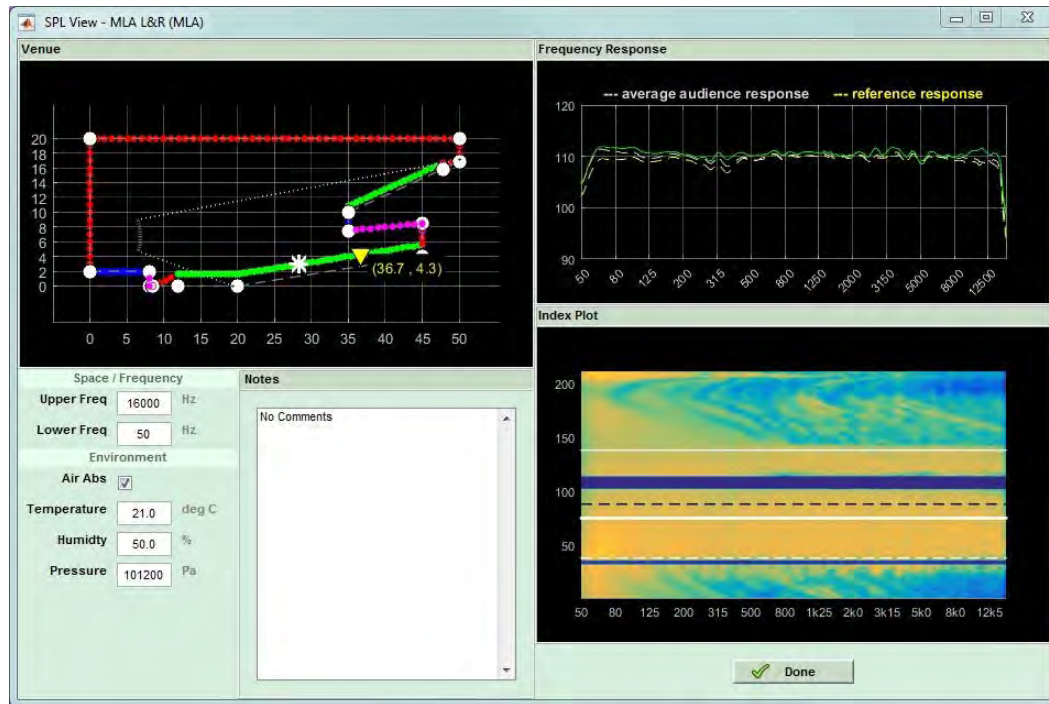 SPL View - MLA L&R (MLA)
Venue
20
18
16
14
12
10
8
6
4
2
0
(36.7 , 4.3)
0 5 10 15 20 25 30 35 40 45 50
Space / Frequency
Upper Freq 16000 Hz
Lower Freq 50 Hz
Environment
Air Abs
Temperature 21.0 deg C
Humidty 50.0 %
Pressure 101200 Pa
Notes
No Comments
Frequency Response
--- average audience response --- reference response
120
110
100
90
50 80 125 200 315 500 800 1250 2000 3150 5000 8000 12500
Index Plot
200
150
100
50
50 80 125 200 315 500 800 1k25 2k0 3k15 5k0 8k0 12k5
Done